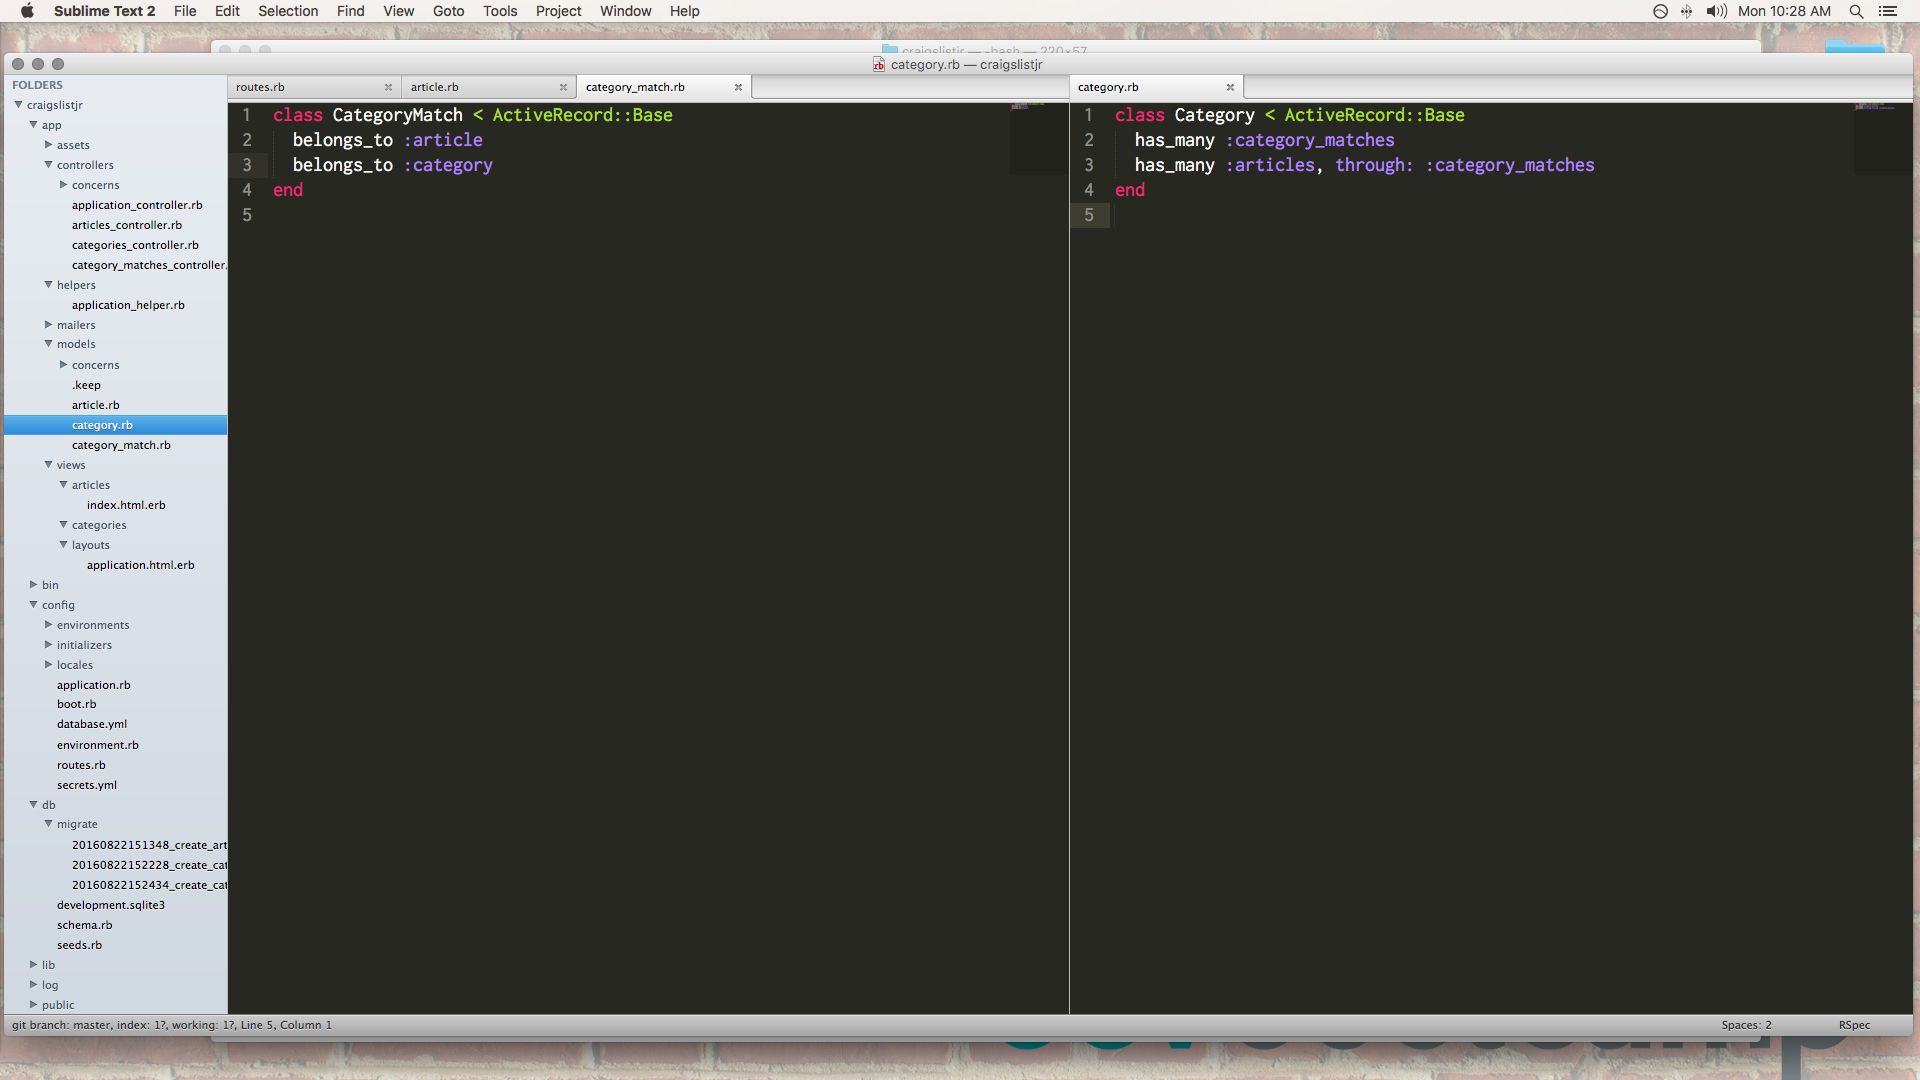 Sublime Text 2 File Edit Selection Find View Goto Tools Project Window Help Mon 10:28 AM
craigslistjr — -bash — 220×57
category.rb — craigslistjr
FOLDERS
craigslistjr
app
assets
controllers
concerns
application_controller.rb
articles_controller.rb
categories_controller.rb
category_matches_controller.
helpers
application_helper.rb
mailers
models
concerns
.keep
article.rb
category.rb
category_match.rb
views
articles
index.html.erb
categories
layouts
application.html.erb
bin
config
environments
initializers
locales
application.rb
boot.rb
database.yml
environment.rb
routes.rb
secrets.yml
db
migrate
20160822151348_create_art
20160822152228_create_cat
20160822152434_create_cat
development.sqlite3
schema.rb
seeds.rb
lib
log
public
routes.rb article.rb category_match.rb
1 class CategoryMatch < ActiveRecord::Base
2 belongs_to :article
3 belongs_to :category
4 end
5
category.rb
1 class Category < ActiveRecord::Base
2 has_many :category_matches
3 has_many :articles, through: :category_matches
4 end
5
git branch: master, index: 1?, working: 1?, Line 5, Column 1 Spaces: 2 RSpec